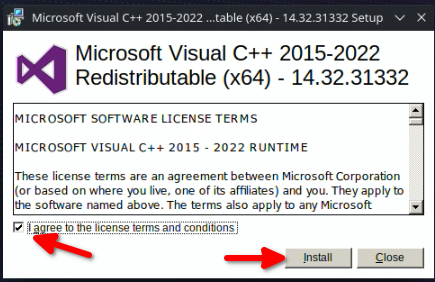 Microsoft Visual C++ 2015-2022 ...table (x64) - 14.32.31332 Setup
Microsoft Visual C++ 2015-2022
Redistributable (x64) - 14.32.31332
MICROSOFT SOFTWARE LICENSE TERMS
MICROSOFT VISUAL C++ 2015 - 2022 RUNTIME
These license terms are an agreement between Microsoft Corporation
(or based on where you live, one of its affiliates) and you. They apply to
the software named above. The terms also apply to any Microsoft
I agree to the license terms and conditions
Install Close